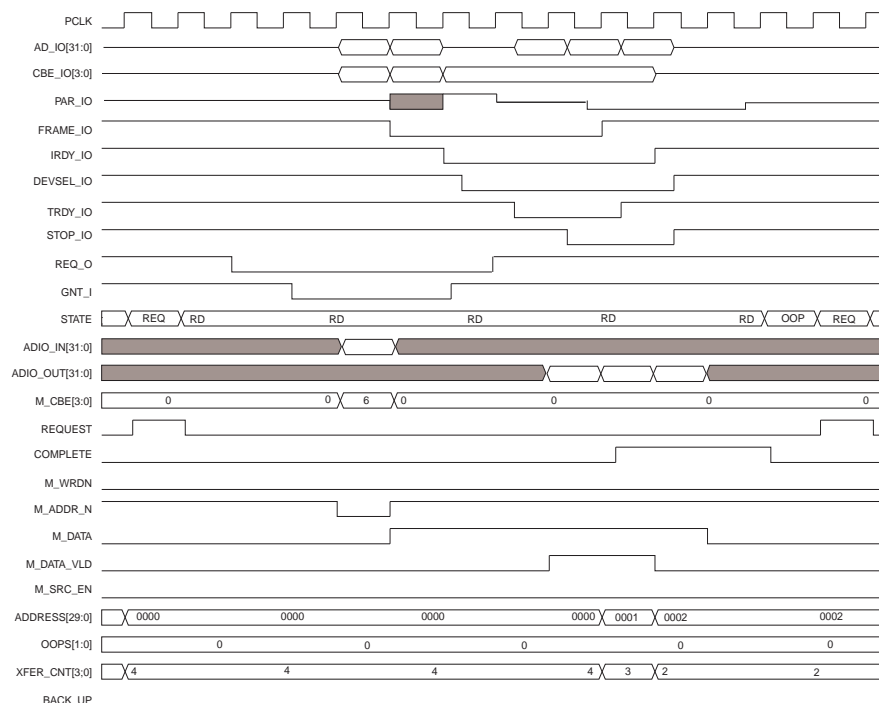 PCLK
AD_IO[31:0]
CBE_IO[3:0]
PAR_IO
FRAME_IO
IRDY_IO
DEVSEL_IO
TRDY_IO
STOP_IO
REQ_O
GNT_I
STATE REQ RD RD RD RD RD OOP REQ
ADIO_IN[31:0]
ADIO_OUT[31:0]
M_CBE[3:0] 0 0 6 0 0 0 0
REQUEST
COMPLETE
M_WRDN
M_ADDR_N
M_DATA
M_DATA_VLD
M_SRC_EN
ADDRESS[29:0] 0000 0000 0000 0000 0001 0002 0002
OOPS[1:0] 0 0 0 0 0
XFER_CNT[3;0] 4 4 4 4 3 2 2
BACK_UP